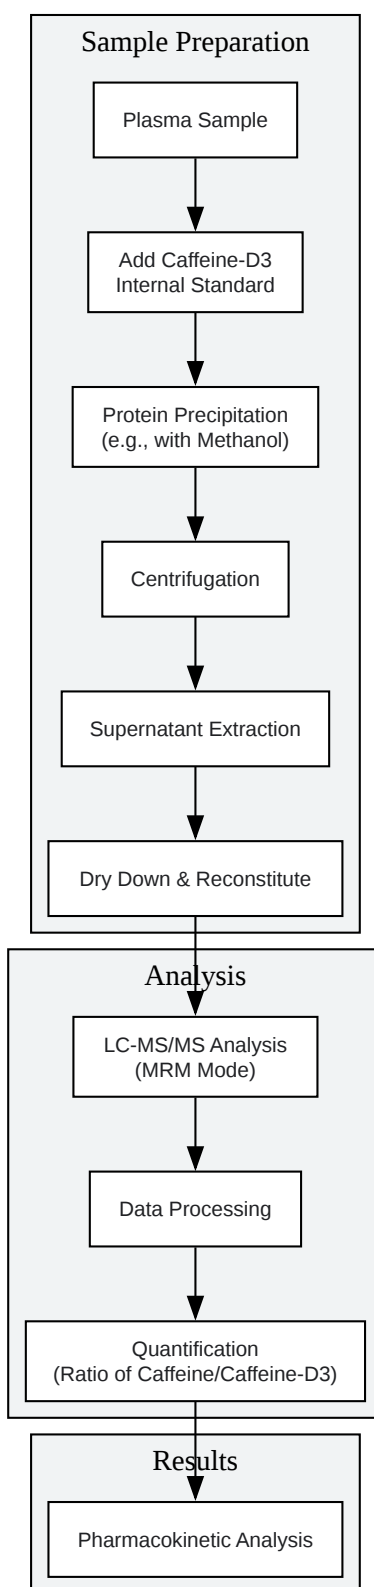 Sample Preparation
Plasma Sample
Add Caffeine-D3
Internal Standard
Protein Precipitation
(e.g., with Methanol)
Centrifugation
Supernatant Extraction
Dry Down & Reconstitute
Analysis
LC-MS/MS Analysis
(MRM Mode)
Data Processing
Quantification
(Ratio of Caffeine/Caffeine-D3)
Results
Pharmacokinetic Analysis